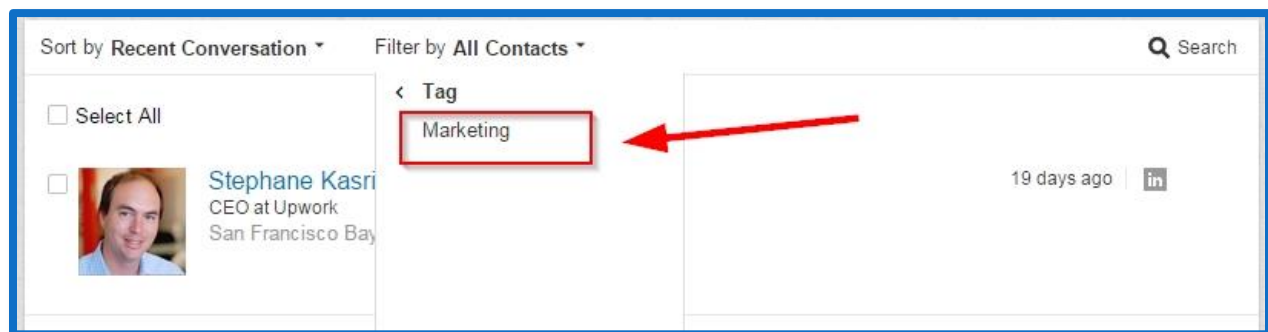 Sort by Recent Conversation Filter by All Contacts Search
< Tag
Select All
Marketing
Stephane Kasri
19 days ago in
CEO at Upwork
San Francisco Bay